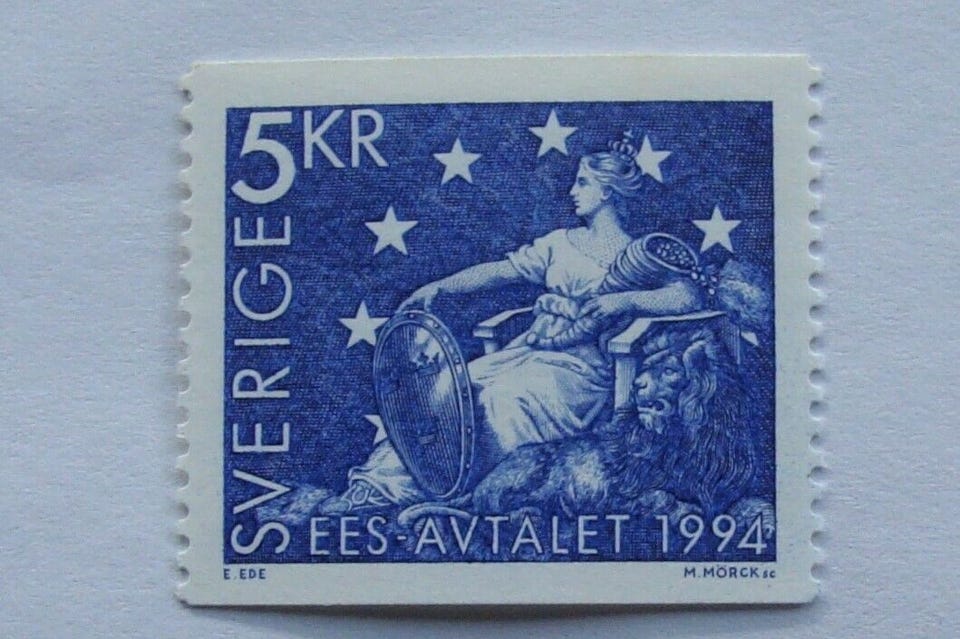 5KR
SVERIGE
EES-AVTALET 1994
E. EDE
M. MÖRCK sc